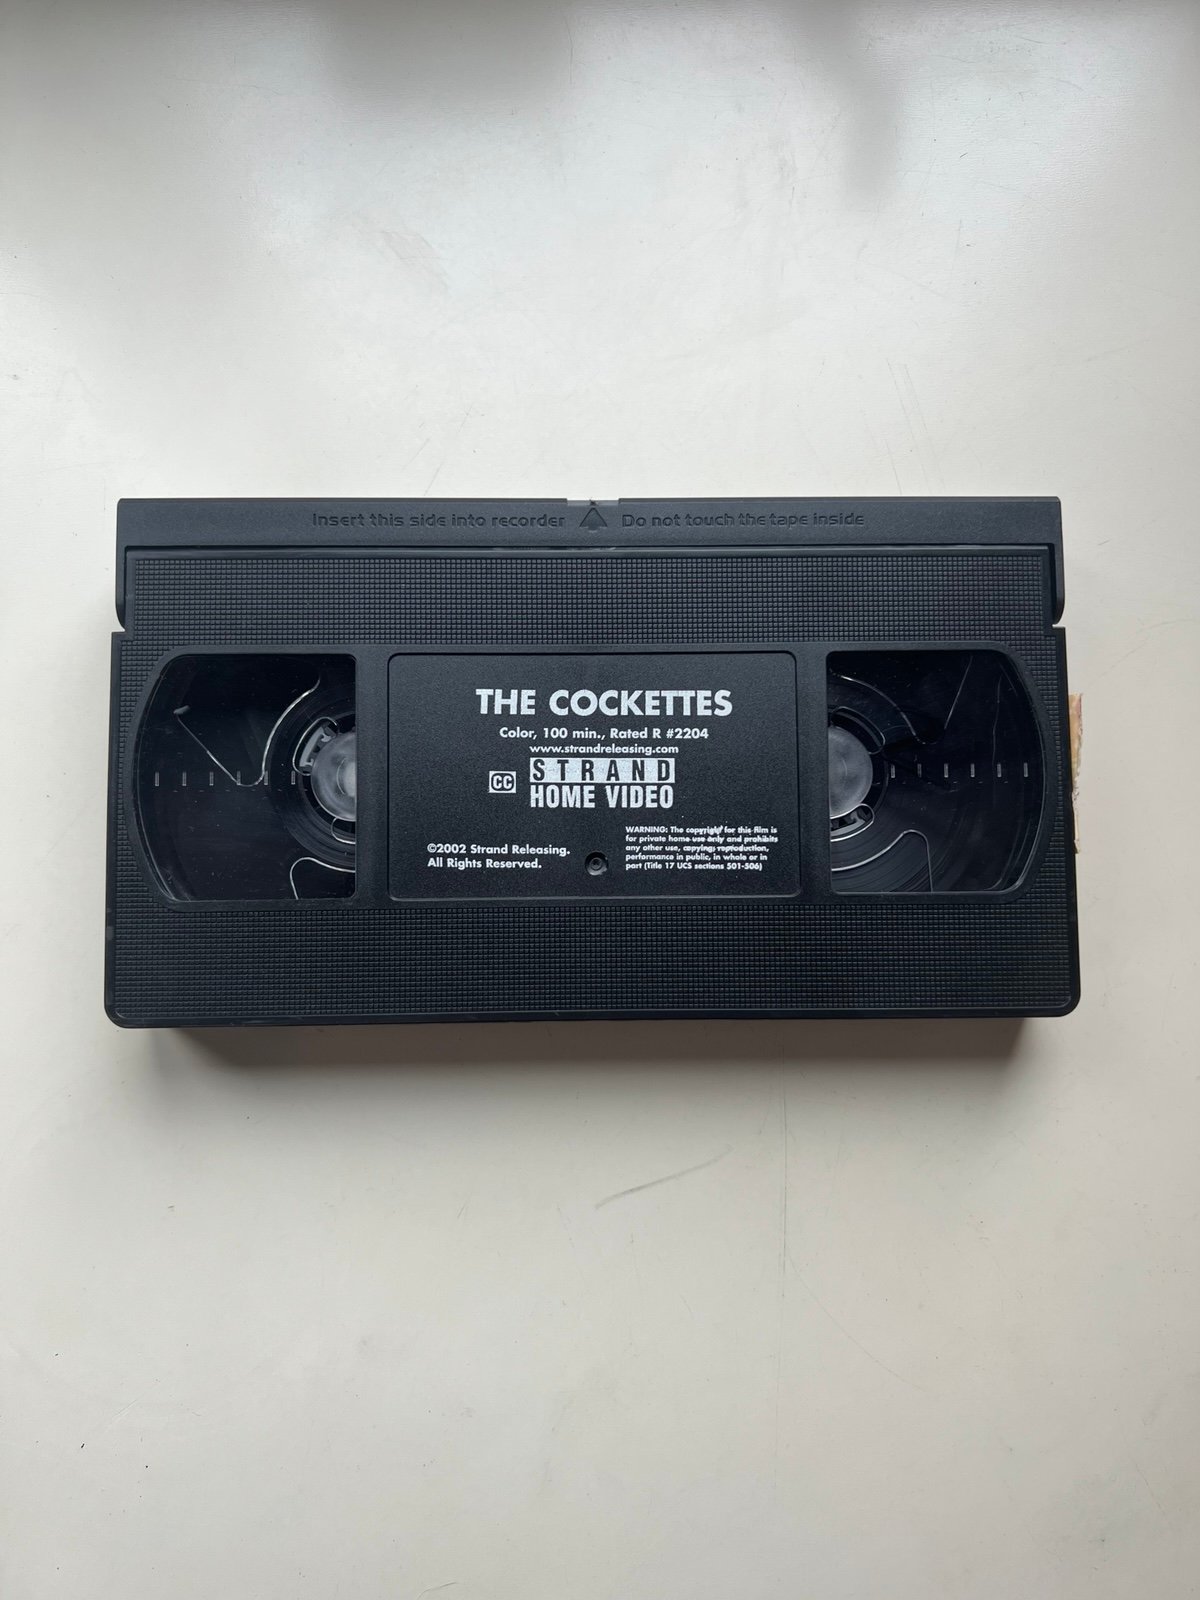 Insert this side into recorder Do not touch the tape inside
THE COCKETTES
Color, 100 min., Rated R #2204
www.strandreleasing.com
CC STRAND
HOME VIDEO
©2002 Strand Releasing.
All Rights Reserved.
WARNING: The copyright for this film is
for private home use only and prohibits
any other use, copying, reproduction,
performance in public, in whole or in
part (Title 17 UCS sections 501-506)